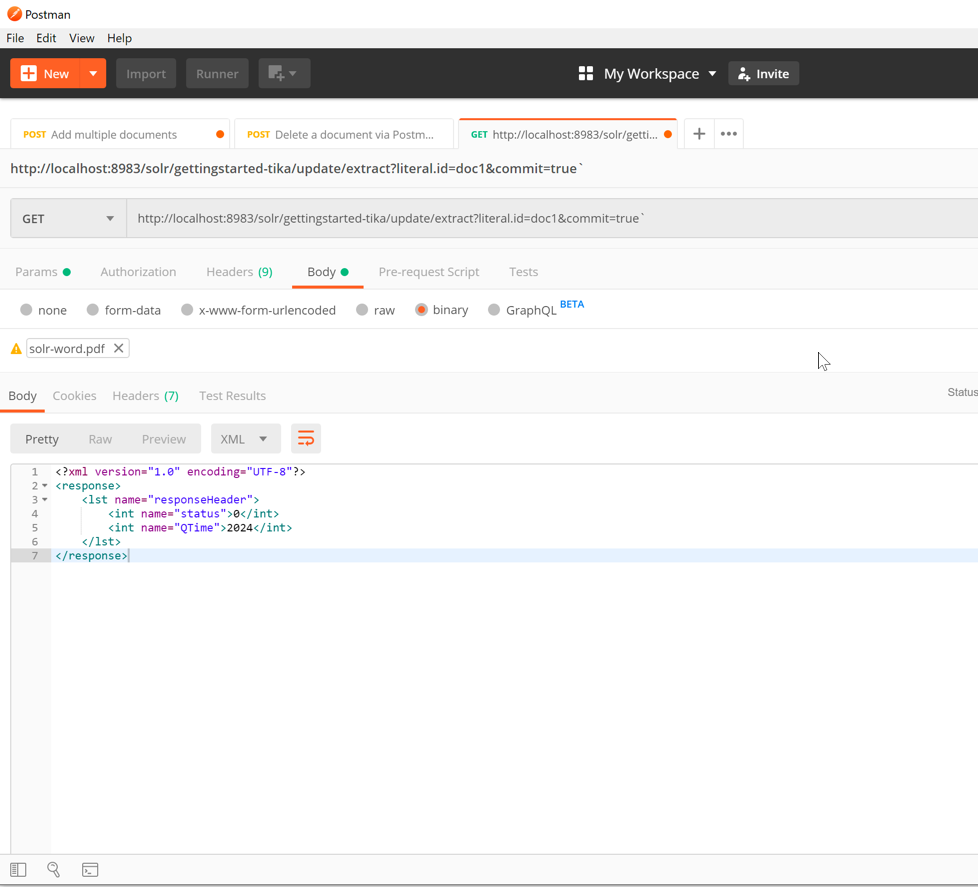 Postman
File Edit View Help
New Import Runner My Workspace Invite
POST Add multiple documents POST Delete a document via Postm... GET http://localhost:8983/solr/getti... + •••
http://localhost:8983/solr/gettingstarted-tika/update/extract?literal.id=doc1&commit=true`
GET http://localhost:8983/solr/gettingstarted-tika/update/extract?literal.id=doc1&commit=true`
Params Authorization Headers (9) Body Pre-request Script Tests
none form-data x-www-form-urlencoded raw binary GraphQL BETA
solr-word.pdf
Body Cookies Headers (7) Test Results Status
Pretty Raw Preview XML
1 <?xml version="1.0" encoding="UTF-8"?>
2 <response>
3 <lst name="responseHeader">
4 <int name="status">0</int>
5 <int name="QTime">2024</int>
6 </lst>
7 </response>